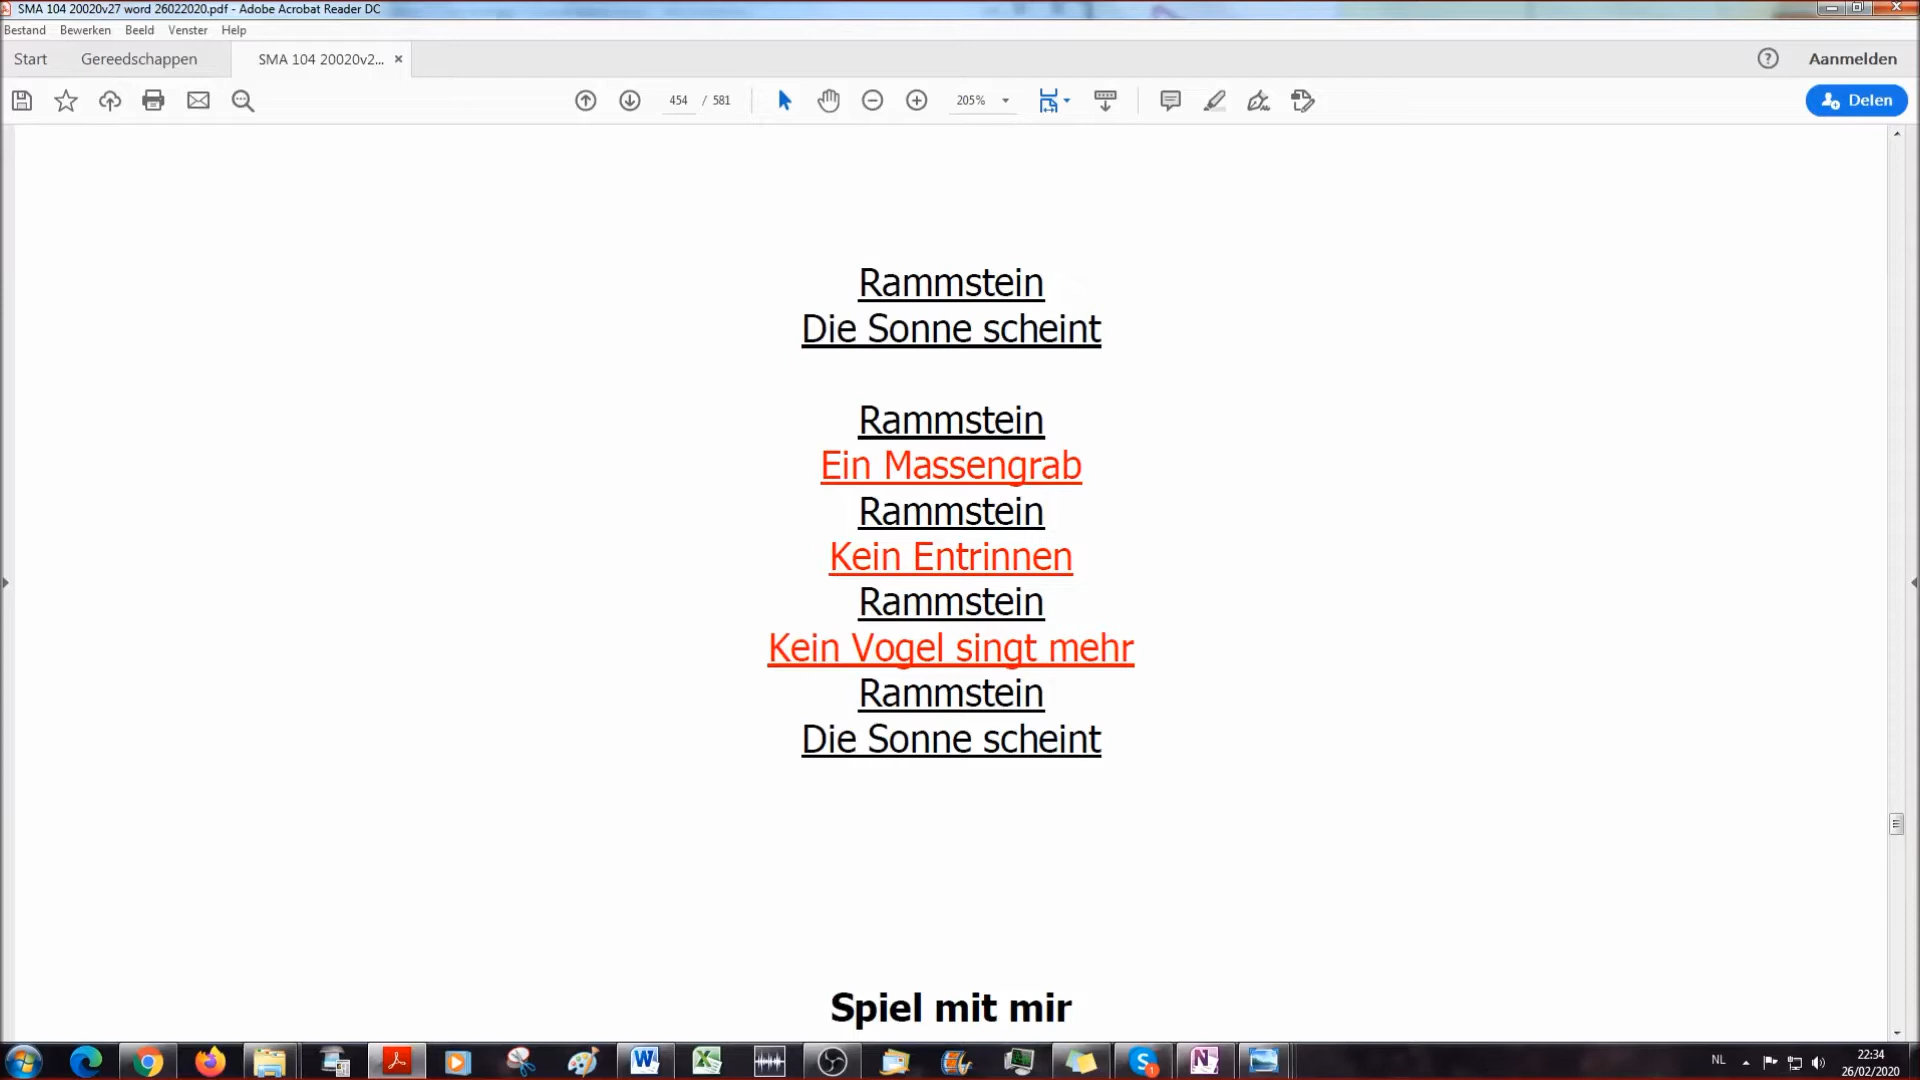 SMA 104 20020v27 word 26022020.pdf - Adobe Acrobat Reader DC
Bestand Bewerken Beeld Venster Help
Start Gereedschappen SMA 104 20020v2... × Aanmelden
454 / 581 205% Delen
Rammstein
Die Sonne scheint
Rammstein
Ein Massengrab
Rammstein
Kein Entrinnen
Rammstein
Kein Vogel singt mehr
Rammstein
Die Sonne scheint
Spiel mit mir
NL 22:34
26/02/2020